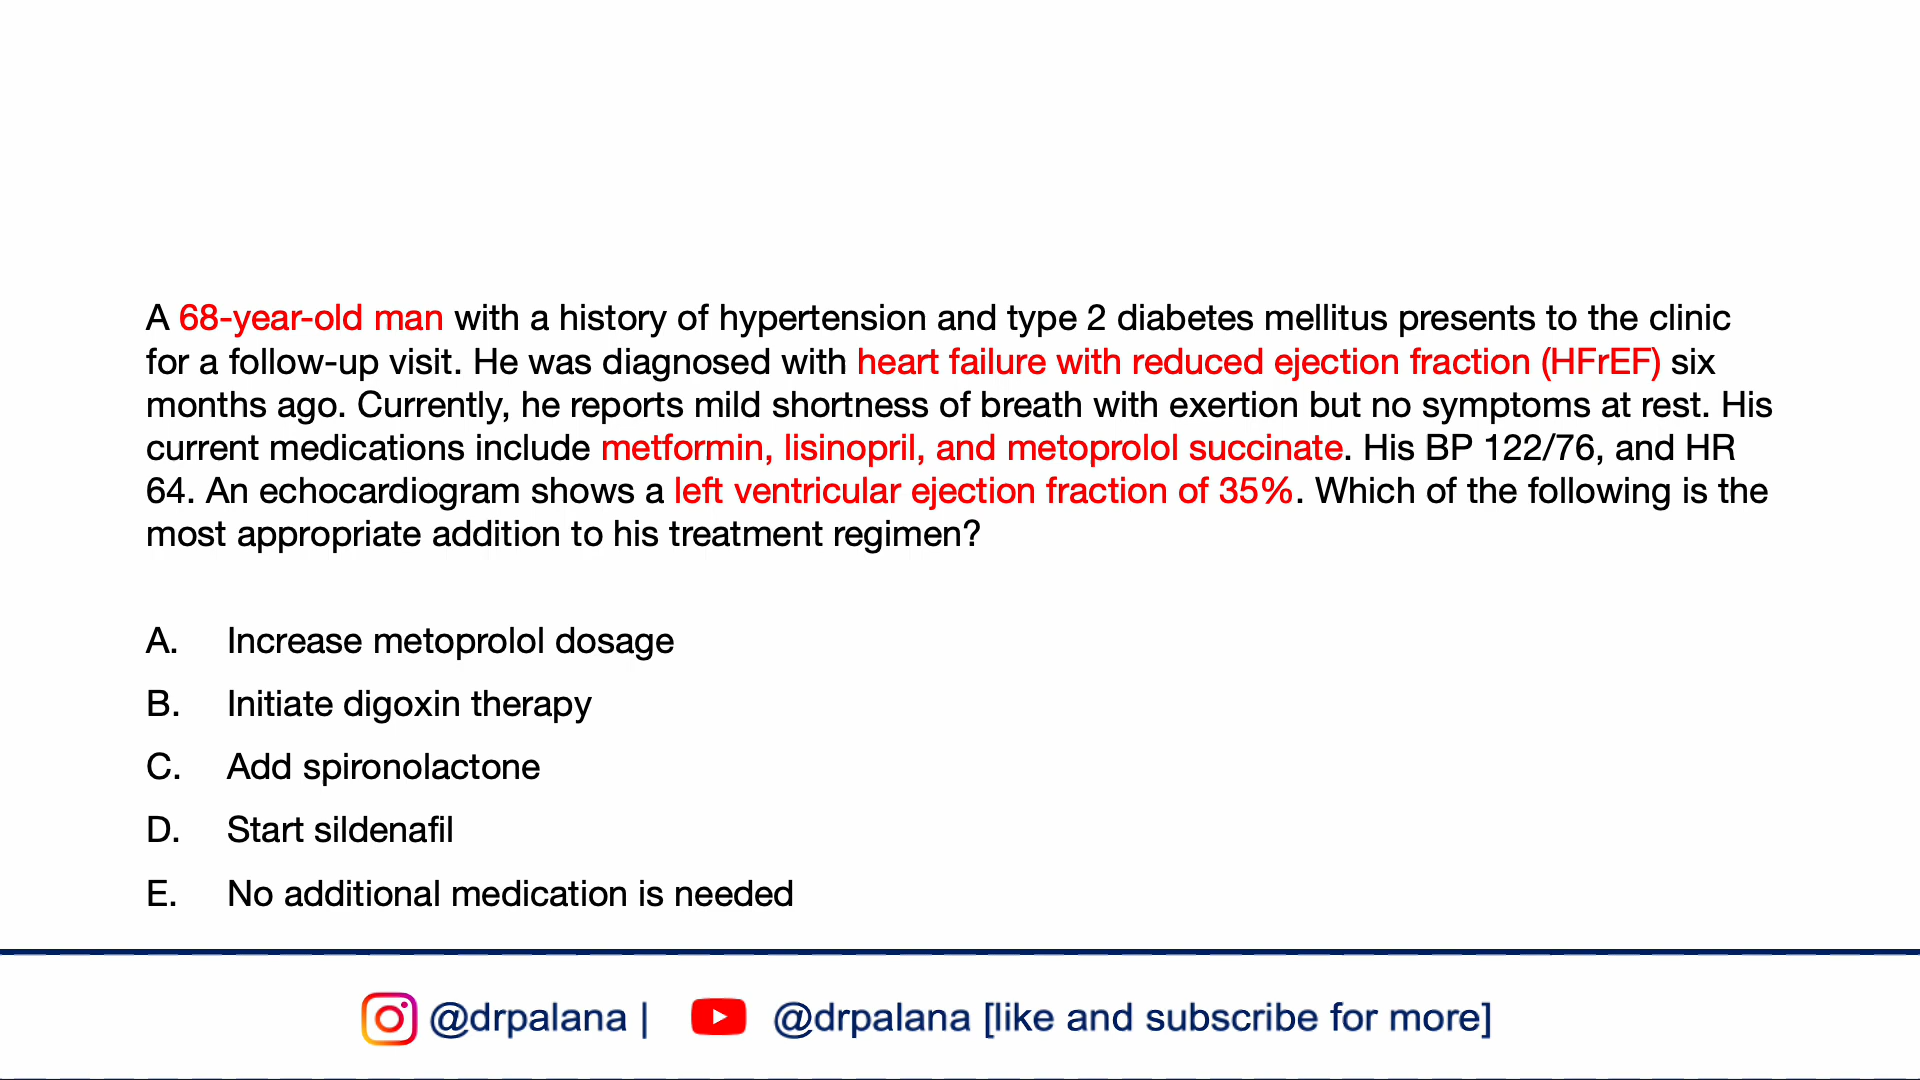 A 68-year-old man with a history of hypertension and type 2 diabetes mellitus presents to the clinic
for a follow-up visit. He was diagnosed with heart failure with reduced ejection fraction (HFrEF) six
months ago. Currently, he reports mild shortness of breath with exertion but no symptoms at rest. His
current medications include metformin, lisinopril, and metoprolol succinate. His BP 122/76, and HR
64. An echocardiogram shows a left ventricular ejection fraction of 35%. Which of the following is the
most appropriate addition to his treatment regimen?
A. Increase metoprolol dosage
B. Initiate digoxin therapy
C. Add spironolactone
D. Start sildenafil
E. No additional medication is needed
@drpalana | @drpalana [like and subscribe for more]